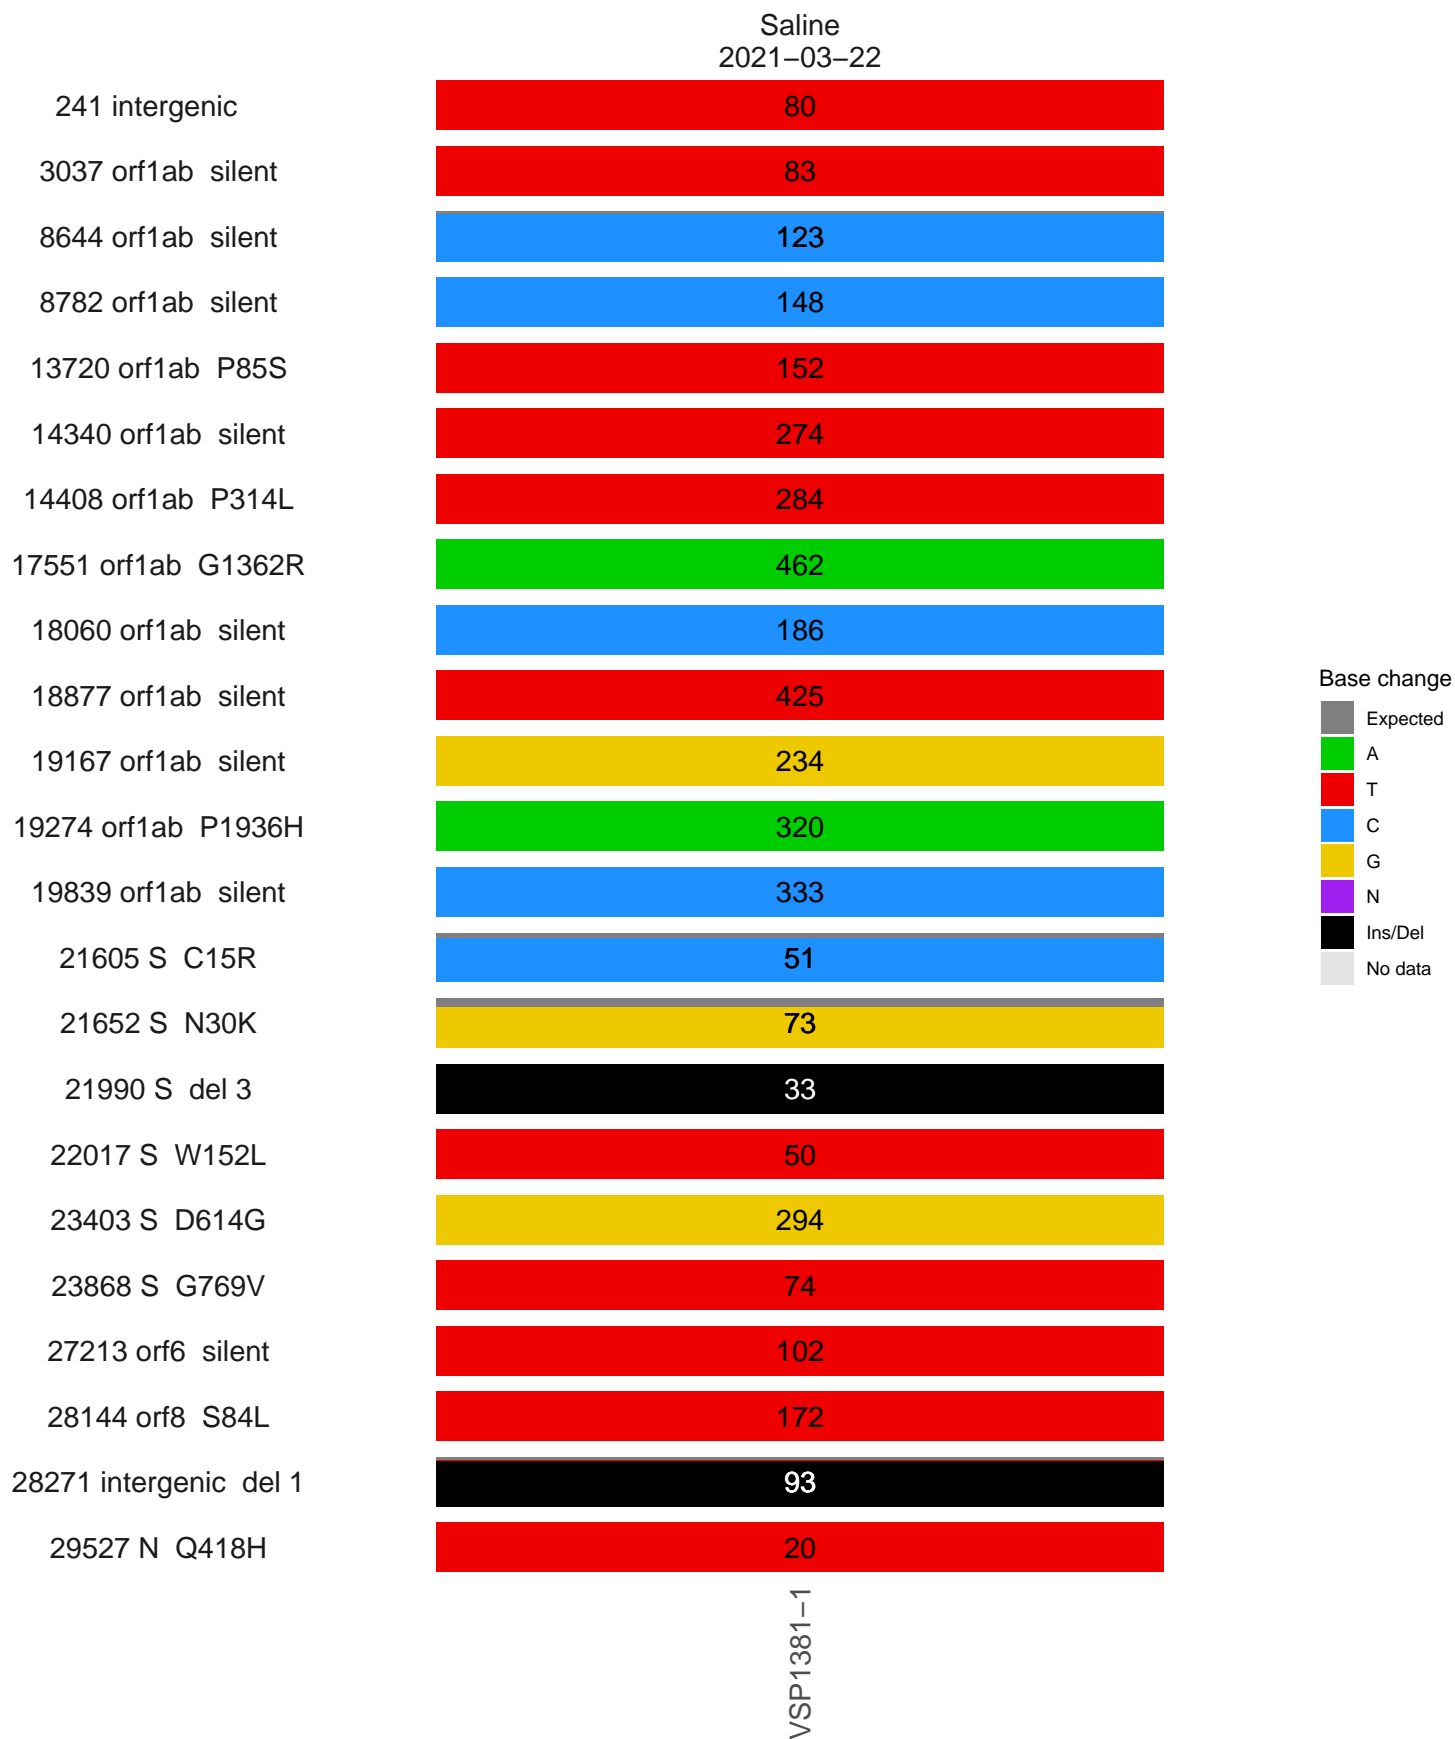 Saline
2021−03−22
241 intergenic 80
3037 orf1ab silent 83
8644 orf1ab silent 123
8782 orf1ab silent 148
13720 orf1ab P85S 152
14340 orf1ab silent 274
14408 orf1ab P314L 284
17551 orf1ab G1362R 462
18060 orf1ab silent 186
18877 orf1ab silent 425
19167 orf1ab silent 234
19274 orf1ab P1936H 320
19839 orf1ab silent 333
21605 S C15R 51
21652 S N30K 73
21990 S del 3 33
22017 S W152L 50
23403 S D614G 294
23868 S G769V 74
27213 orf6 silent 102
28144 orf8 S84L 172
28271 intergenic del 1 93
29527 N Q418H 20
VSP1381−1
Base change
Expected
A
T
C
G
N
Ins/Del
No data